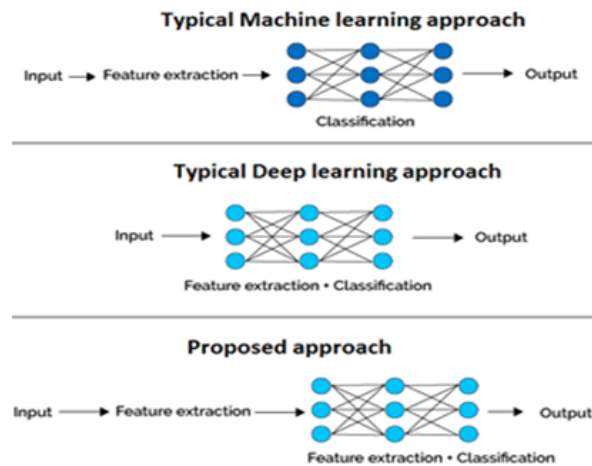 Typical Machine learning approach
Input Feature extraction Output
Classification
Typical Deep learning approach
Input Output
Feature extraction • Classification
Proposed approach
Input Feature extraction Output
Feature extraction • Classification